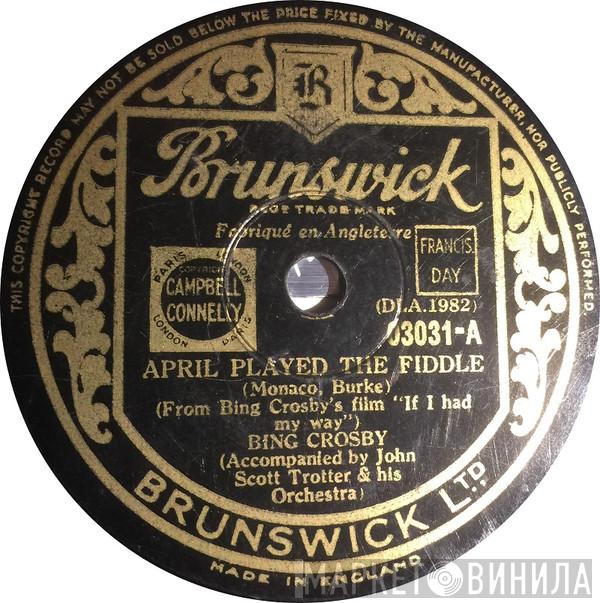 THIS COPYRIGHT RECORD MAY NOT BE SOLD BELOW THE PRICE FIXED BY THE MANUFACTURER, NOR PUBLICLY PERFORMED.
B
Brunswick
REGD TRADE MARK
Fabriqué en Angleterre
PARIS LONDON
COPYRIGHT
CAMPBELL
CONNELLY
LONDON PARIS
FRANCIS.
DAY
(DLA.1982)
03031-A
APRIL PLAYED THE FIDDLE
(Monaco, Burke)
(From Bing Crosby's film "If I had
my way")
BING CROSBY
(Accompanied by John
Scott Trotter & his
Orchestra)
BRUNSWICK LTD.
MADE IN ENGLAND
МАРКЕТ ВИНИЛА